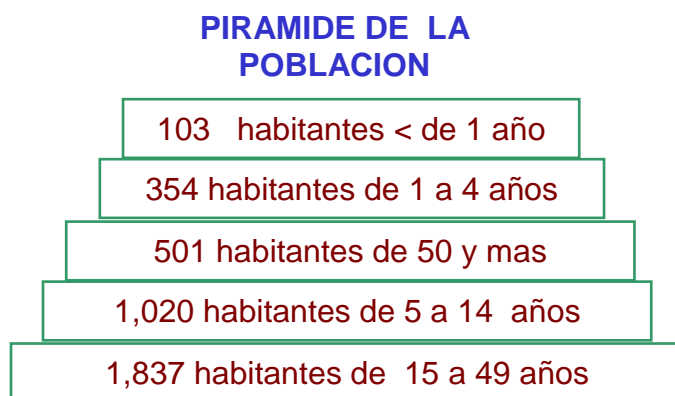 PIRAMIDE DE LA
POBLACION
103 habitantes < de 1 año
354 habitantes de 1 a 4 años
501 habitantes de 50 y mas
1,020 habitantes de 5 a 14 años
1,837 habitantes de 15 a 49 años